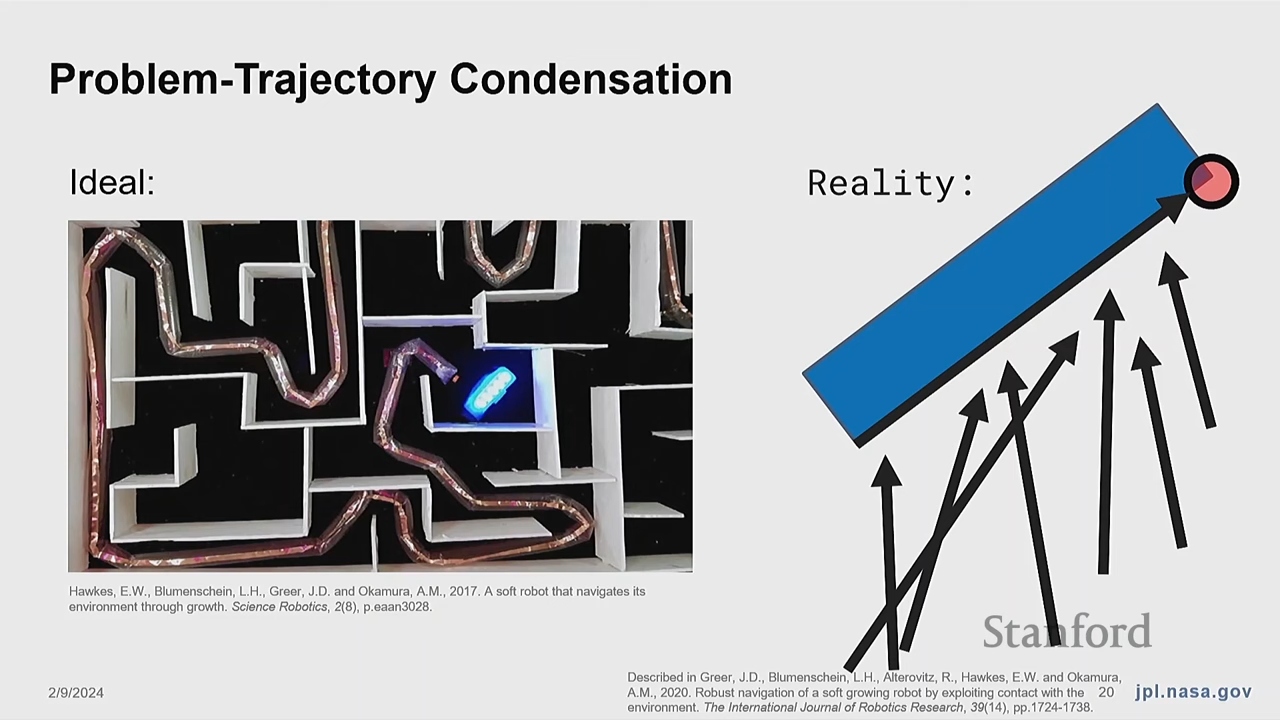 Problem-Trajectory Condensation
Ideal:
Reality:
Hawkes, E.W., Blumenschein, L.H., Greer, J.D. and Okamura, A.M., 2017. A soft robot that navigates its
environment through growth. Science Robotics, 2(8), p.eaan3028.
Stanford
Described in Greer, J.D., Blumenschein, L.H., Alterovitz, R., Hawkes, E.W. and Okamura,
A.M., 2020. Robust navigation of a soft growing robot by exploiting contact with the
environment. The International Journal of Robotics Research, 39(14), pp.1724-1738.
2/9/2024
20
jpl.nasa.gov